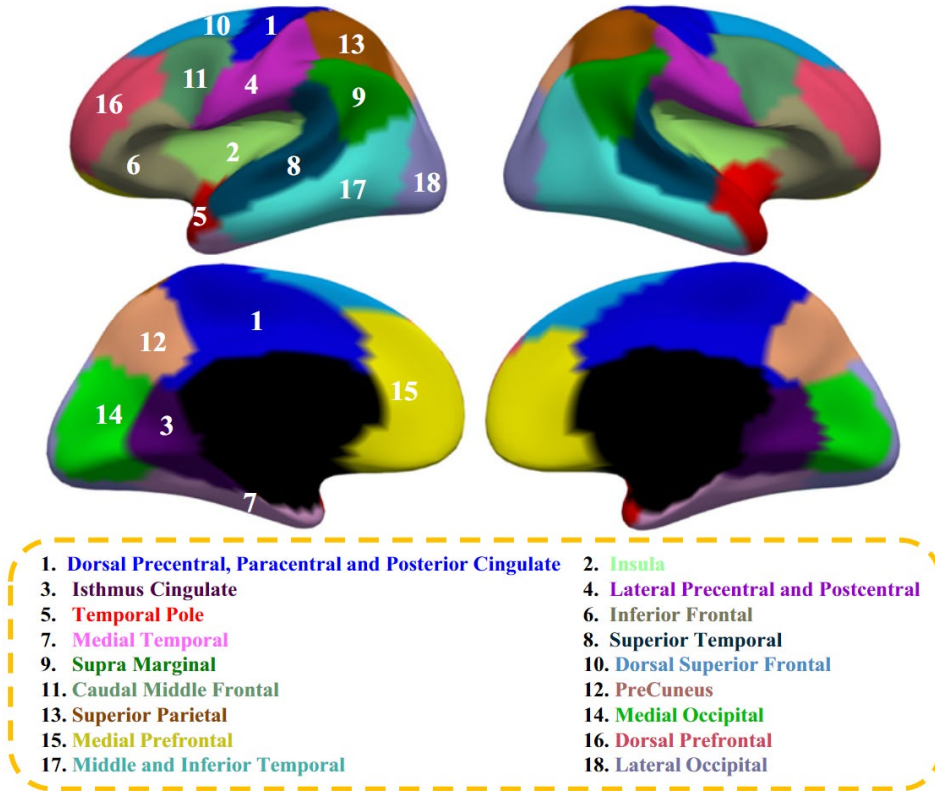 10 1
13
11 4
16 9
6 2 8
17 18
5
1
12
15
14 3
7
1. Dorsal Precentral, Paracentral and Posterior Cingulate 2. Insula
3. Isthmus Cingulate 4. Lateral Precentral and Postcentral
5. Temporal Pole 6. Inferior Frontal
7. Medial Temporal 8. Superior Temporal
9. Supra Marginal 10. Dorsal Superior Frontal
11. Caudal Middle Frontal 12. PreCuneus
13. Superior Parietal 14. Medial Occipital
15. Medial Prefrontal 16. Dorsal Prefrontal
17. Middle and Inferior Temporal 18. Lateral Occipital